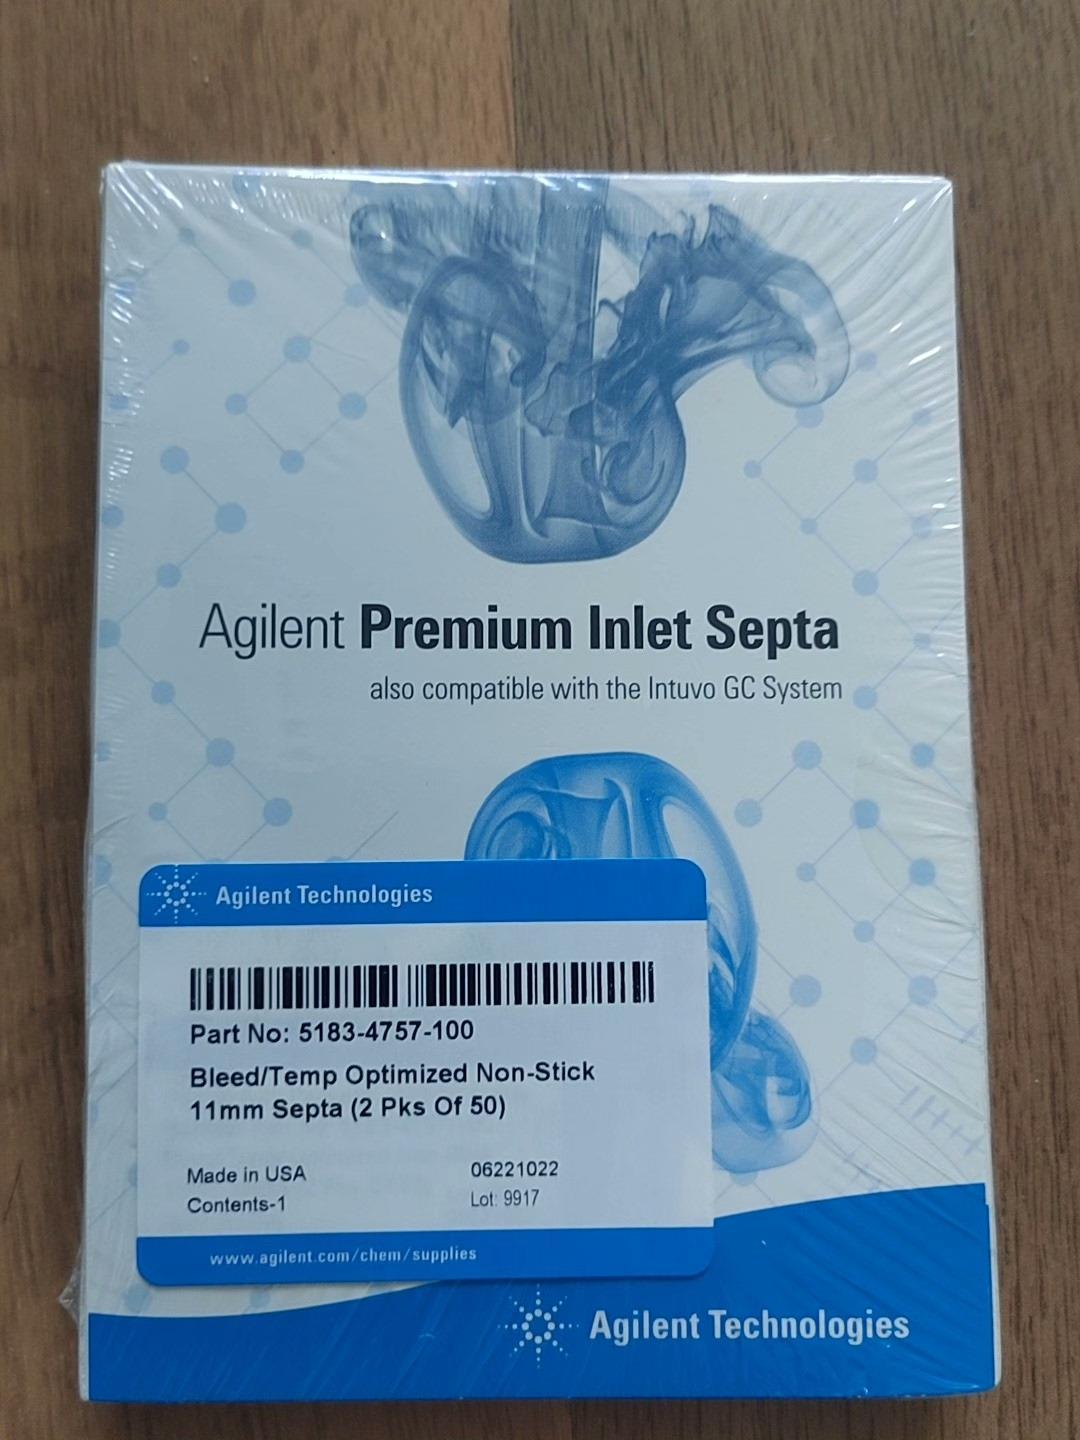 Agilent Premium Inlet Septa
also compatible with the Intuvo GC System
Agilent Technologies
Part No: 5183-4757-100
Bleed/Temp Optimized Non-Stick
11mm Septa (2 Pks Of 50)
Made in USA 06221022
Contents-1 Lot: 9917
www.agilent.com/chem/supplies
Agilent Technologies